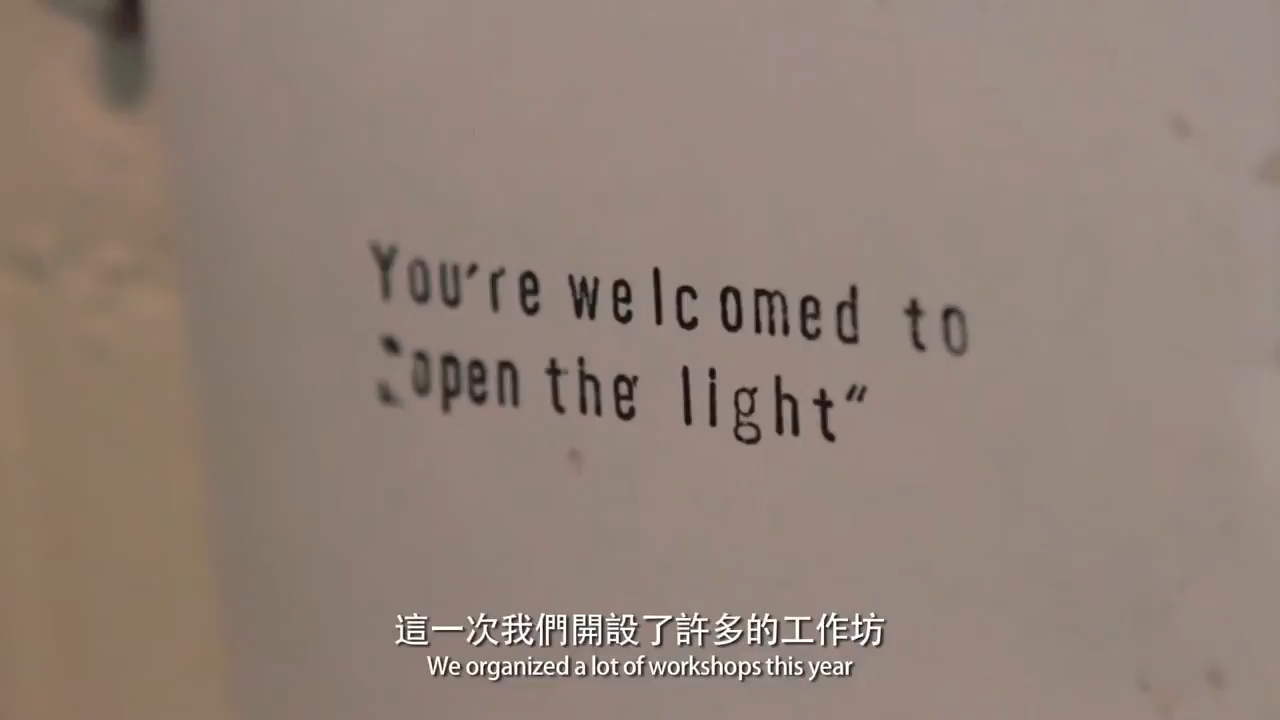 You're welcomed to
"open the light"
這一次我們開設了許多的工作坊
We organized a lot of workshops this year